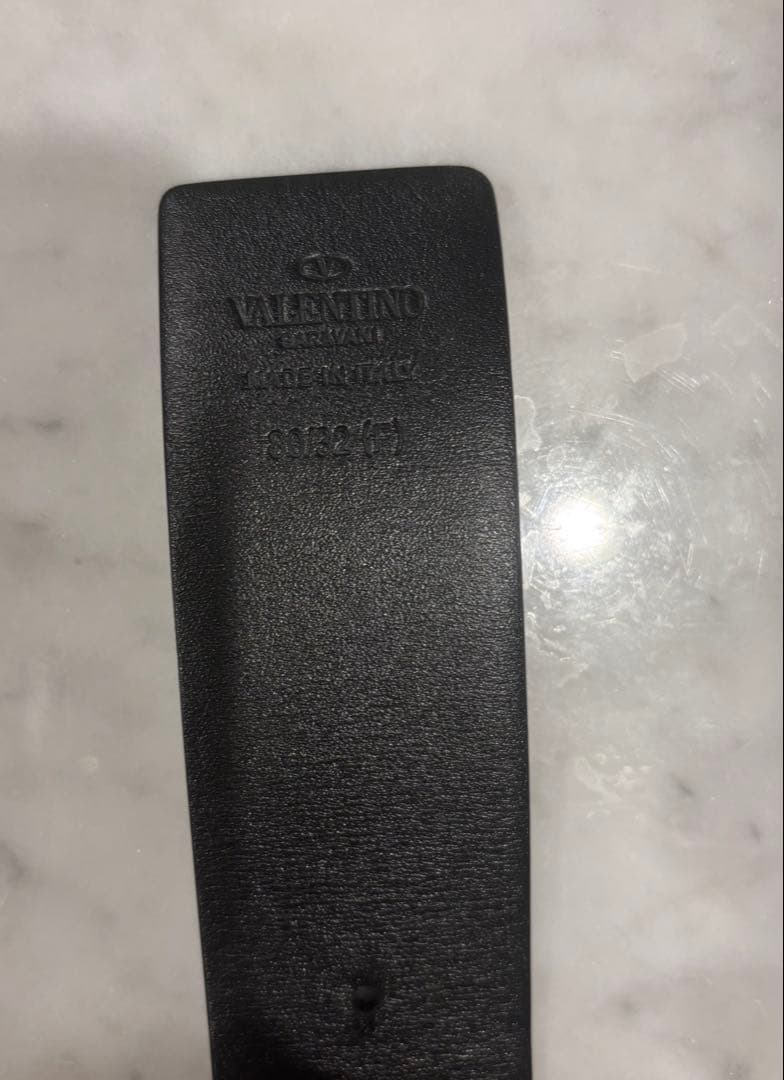 V
VALENTINO
GARAVANI
MADE IN ITALY
80/32 (F)